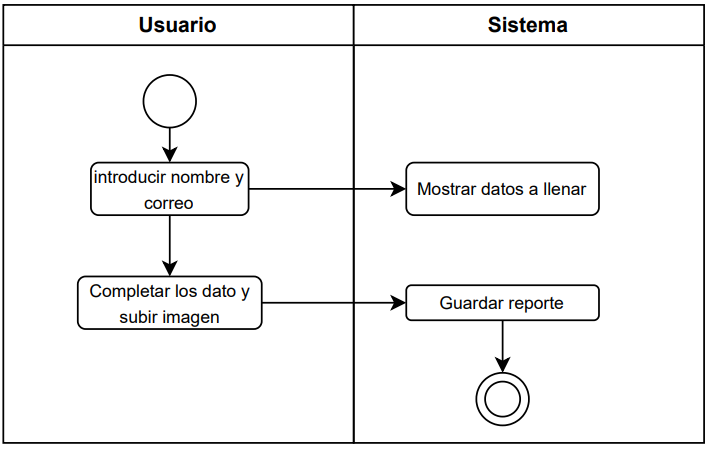 Usuario
Sistema
introducir nombre y
correo
Mostrar datos a llenar
Completar los dato y
subir imagen
Guardar reporte